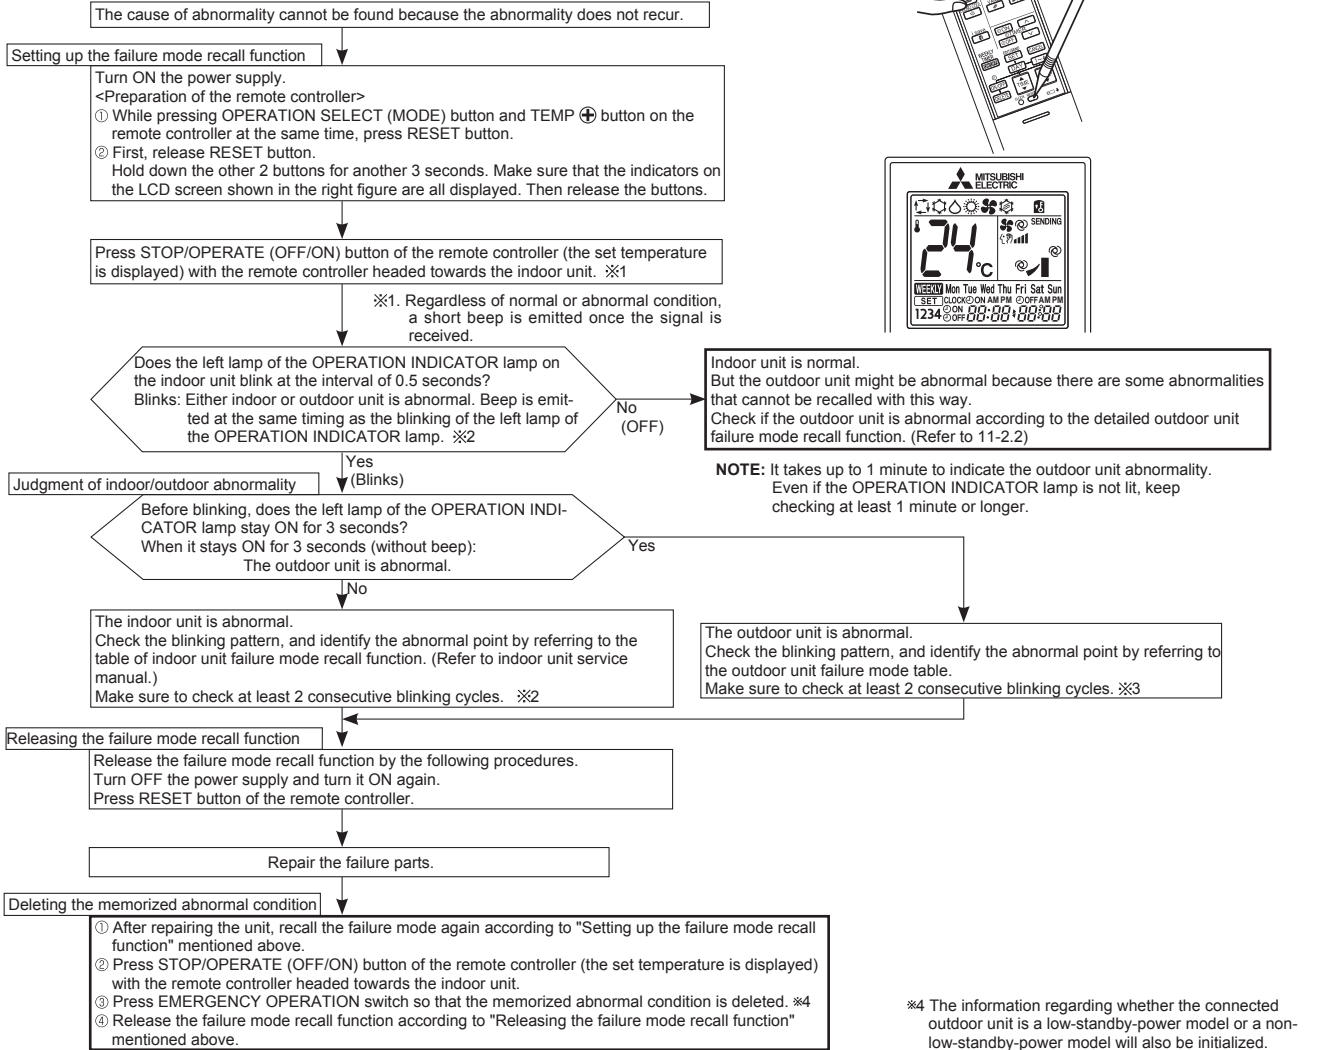 The cause of abnormality cannot be found because the abnormality does not recur.
Setting up the failure mode recall function
Turn ON the power supply.
<Preparation of the remote controller>
① While pressing OPERATION SELECT (MODE) button and TEMP ⊕ button on the
remote controller at the same time, press RESET button.
② First, release RESET button.
Hold down the other 2 buttons for another 3 seconds. Make sure that the indicators on
the LCD screen shown in the right figure are all displayed. Then release the buttons.
MITSUBISHI
ELECTRIC
SENDING
24°C
WEEKLY Mon Tue Wed Thu Fri Sat Sun
SET CLOCK ON AM PM OFF AM PM
1234 ON OFF 88:88 88:88
Press STOP/OPERATE (OFF/ON) button of the remote controller (the set temperature
is displayed) with the remote controller headed towards the indoor unit. ※1
※1. Regardless of normal or abnormal condition,
a short beep is emitted once the signal is
received.
Does the left lamp of the OPERATION INDICATOR lamp on
the indoor unit blink at the interval of 0.5 seconds?
Blinks: Either indoor or outdoor unit is abnormal. Beep is emit-
ted at the same timing as the blinking of the left lamp of
the OPERATION INDICATOR lamp. ※2
No
(OFF)
Indoor unit is normal.
But the outdoor unit might be abnormal because there are some abnormalities
that cannot be recalled with this way.
Check if the outdoor unit is abnormal according to the detailed outdoor unit
failure mode recall function. (Refer to 11-2.2)
NOTE: It takes up to 1 minute to indicate the outdoor unit abnormality.
Even if the OPERATION INDICATOR lamp is not lit, keep
checking at least 1 minute or longer.
Yes
(Blinks)
Judgment of indoor/outdoor abnormality
Before blinking, does the left lamp of the OPERATION INDI-
CATOR lamp stay ON for 3 seconds?
When it stays ON for 3 seconds (without beep):
The outdoor unit is abnormal.
Yes
No
The indoor unit is abnormal.
Check the blinking pattern, and identify the abnormal point by referring to the
table of indoor unit failure mode recall function. (Refer to indoor unit service
manual.)
Make sure to check at least 2 consecutive blinking cycles. ※2
The outdoor unit is abnormal.
Check the blinking pattern, and identify the abnormal point by referring to
the outdoor unit failure mode table.
Make sure to check at least 2 consecutive blinking cycles. ※3
Releasing the failure mode recall function
Release the failure mode recall function by the following procedures.
Turn OFF the power supply and turn it ON again.
Press RESET button of the remote controller.
Repair the failure parts.
Deleting the memorized abnormal condition
① After repairing the unit, recall the failure mode again according to "Setting up the failure mode recall
function" mentioned above.
② Press STOP/OPERATE (OFF/ON) button of the remote controller (the set temperature is displayed)
with the remote controller headed towards the indoor unit.
③ Press EMERGENCY OPERATION switch so that the memorized abnormal condition is deleted. ※4
④ Release the failure mode recall function according to "Releasing the failure mode recall function"
mentioned above.
※4 The information regarding whether the connected
outdoor unit is a low-standby-power model or a non-
low-standby-power model will also be initialized.